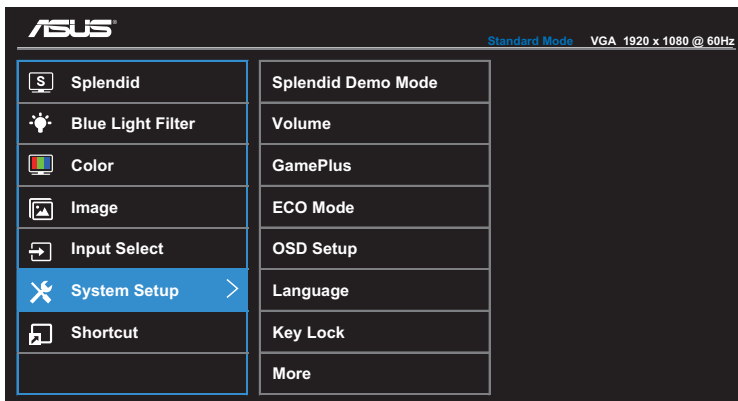 ASUS
Standard Mode VGA 1920 x 1080 @ 60Hz
S Splendid
Blue Light Filter
Color
Image
Input Select
System Setup
Shortcut
Splendid Demo Mode
Volume
GamePlus
ECO Mode
OSD Setup
Language
Key Lock
More